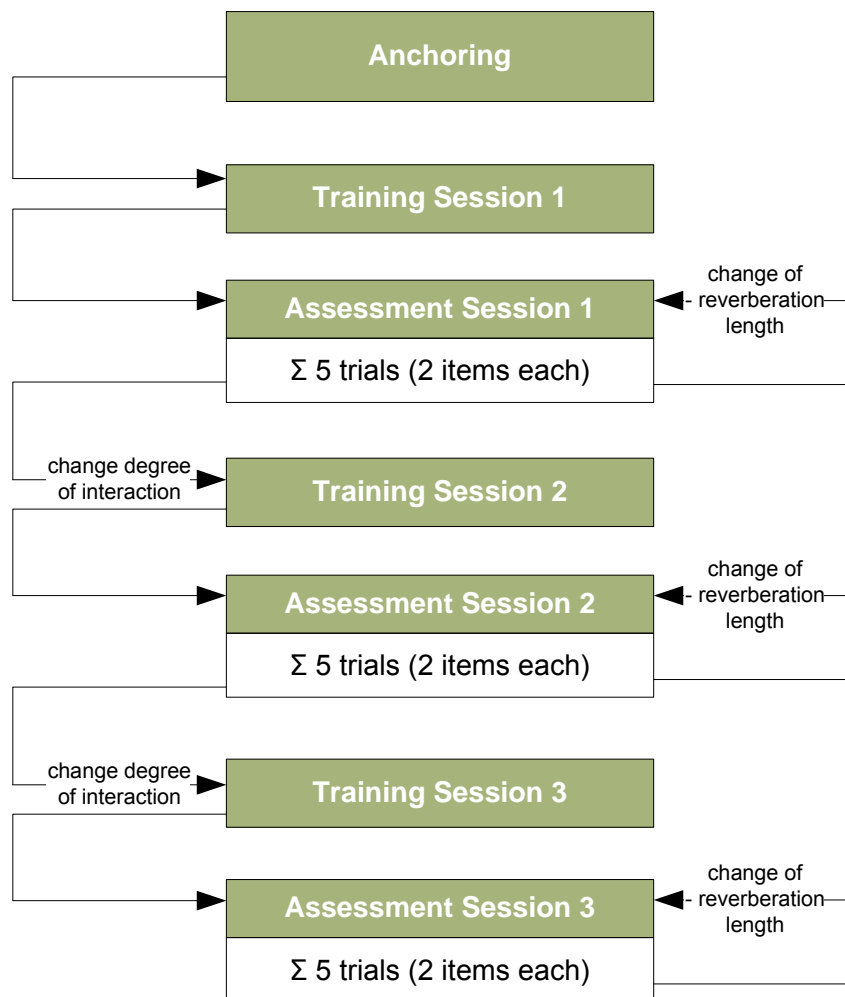 Anchoring
Training Session 1
change of
reverberation
length
Assessment Session 1
Σ 5 trials (2 items each)
change degree
of interaction
Training Session 2
change of
reverberation
length
Assessment Session 2
Σ 5 trials (2 items each)
change degree
of interaction
Training Session 3
change of
reverberation
length
Assessment Session 3
Σ 5 trials (2 items each)